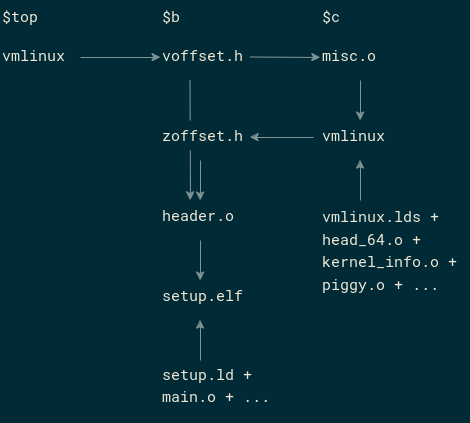 $top $b $c
vmlinux voffset.h misc.o
zoffset.h vmlinux
header.o vmlinux.lds +
head_64.o +
kernel_info.o +
piggy.o + ...
setup.elf
setup.ld +
main.o + ...